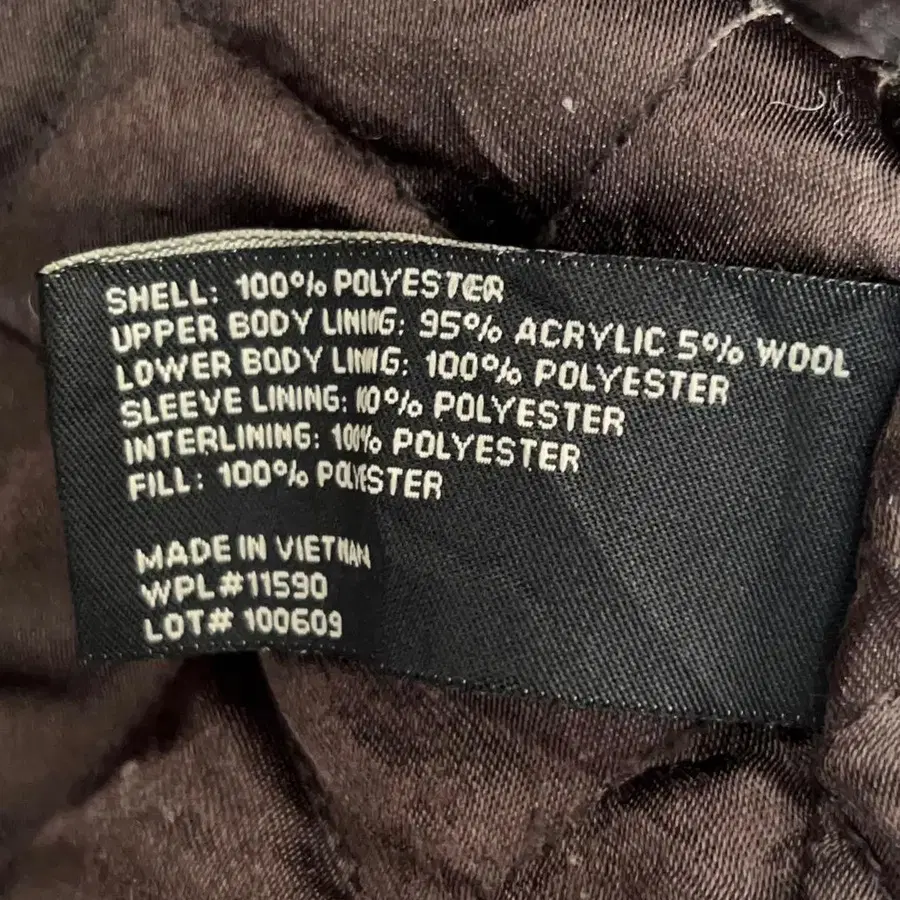 SHELL: 100% POLYESTER
UPPER BODY LINING: 95% ACRYLIC 5% WOOL
LOWER BODY LINING: 100% POLYESTER
SLEEVE LINING: 100% POLYESTER
INTERLINING: 100% POLYESTER
FILL: 100% POLYESTER
MADE IN VIETNAM
WPL#11590
LOT# 100609